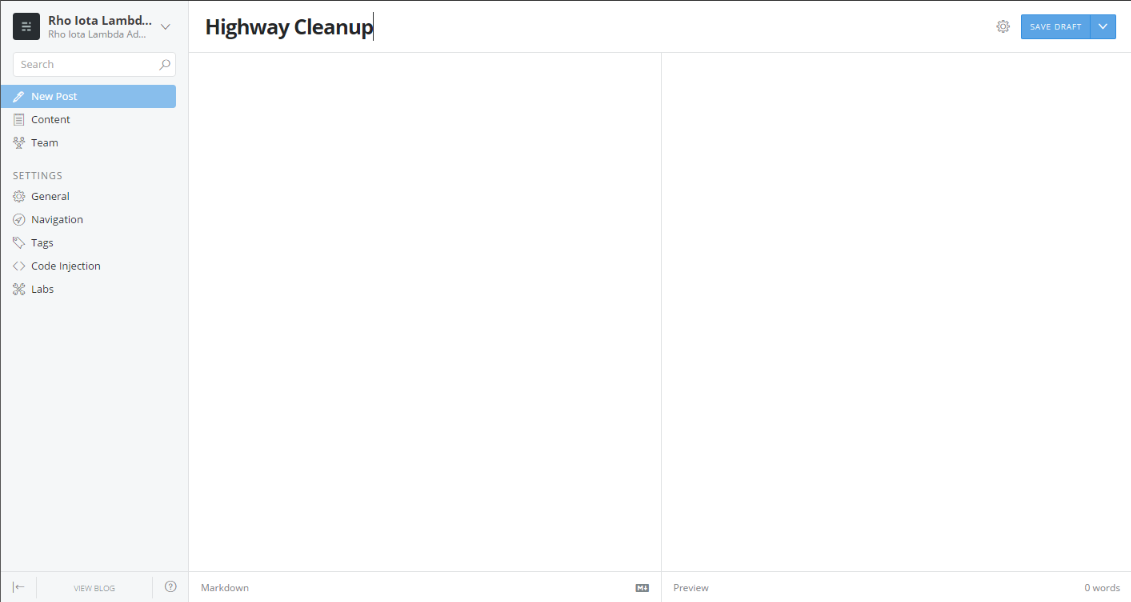 Rho Iota Lambd...
Rho Iota Lambda Ad...
Search
New Post
Content
Team
SETTINGS
General
Navigation
Tags
Code Injection
Labs
VIEW BLOG
?
Highway Cleanup
SAVE DRAFT
Markdown
M
Preview
0 words